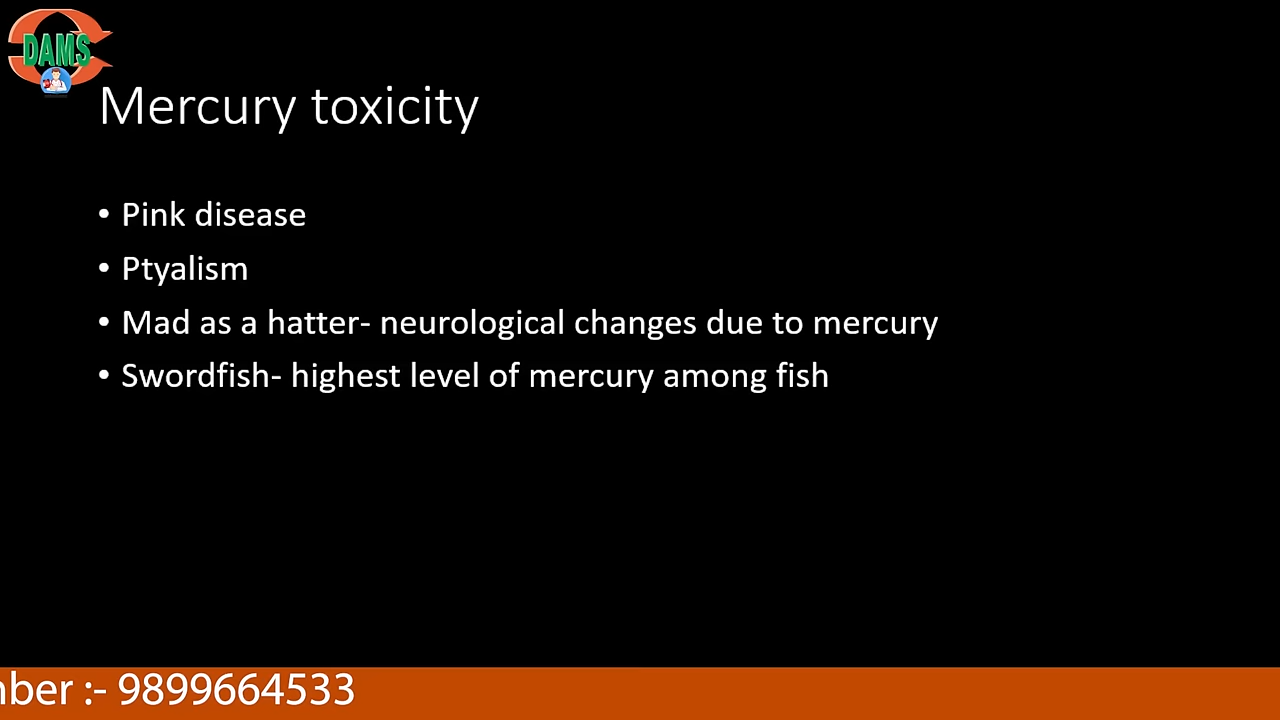 DAMS
Mercury toxicity
• Pink disease
• Ptyalism
• Mad as a hatter- neurological changes due to mercury
• Swordfish- highest level of mercury among fish
mber :- 9899664533